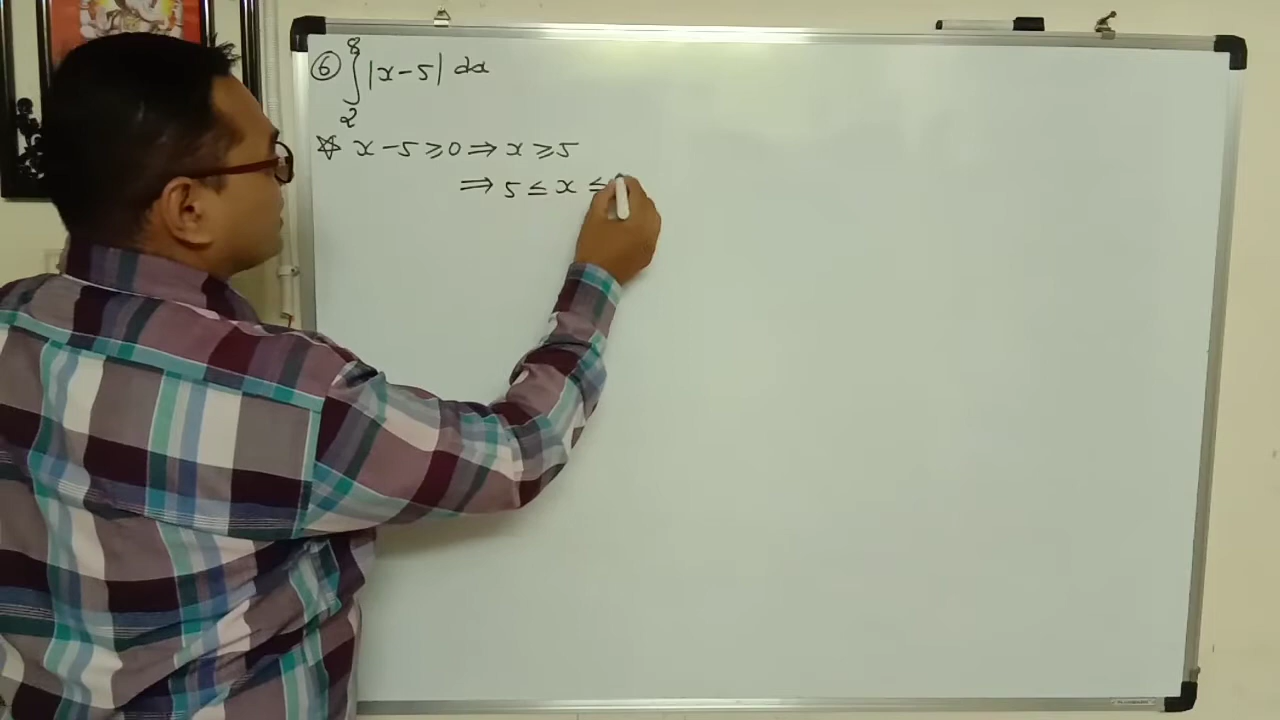 ⑥ ∫₂⁸ |x-5| dx
☆ x-5≥0 ⇒ x≥5
⇒ 5≤x≤